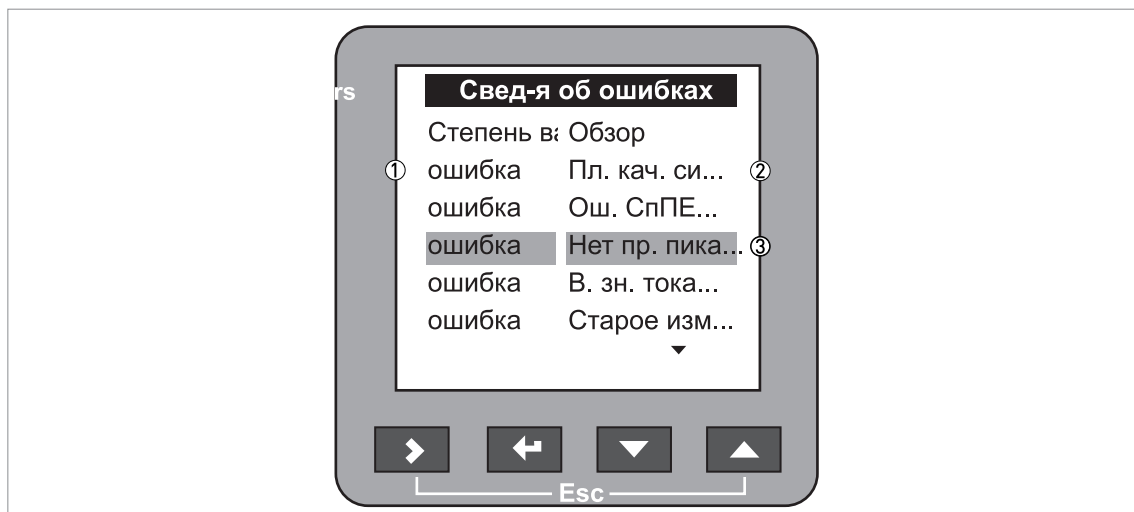 rs
Свед-я об ошибках
Степень ва Обзор
① ошибка Пл. кач. си... ②
ошибка Ош. СпПЕ...
ошибка Нет пр. пика... ③
ошибка В. зн. тока...
ошибка Старое изм...
Esc